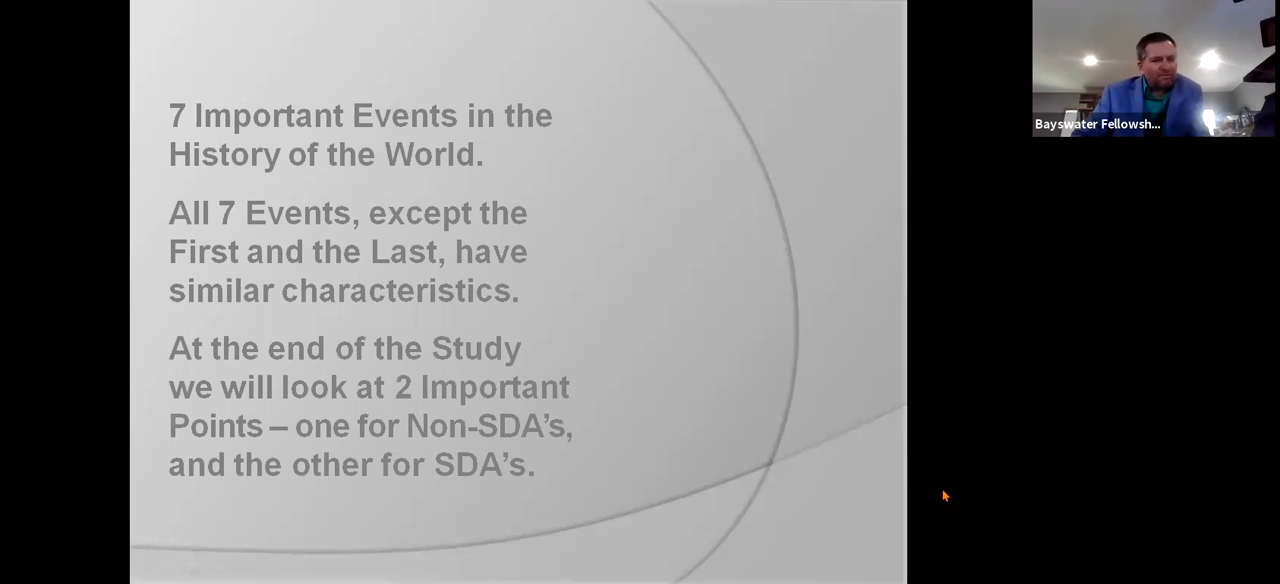 7 Important Events in the
History of the World.
All 7 Events, except the
First and the Last, have
similar characteristics.
At the end of the Study
we will look at 2 Important
Points – one for Non-SDA’s,
and the other for SDA’s.
Bayswater Fellowsh...